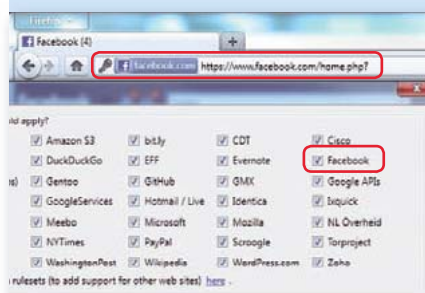 Firefox
Facebook (4)
facebook.com https://www.facebook.com/home.php?
ld apply?
Amazon S3 bit.ly CDT Cisco
DuckDuckGo EFF Evernote Facebook
s) Gentoo GitHub GMX Google APIs
GoogleServices Hotmail / Live Identica Ixquick
Meebo Microsoft Mozilla NL Overheid
NYTimes PayPal Scroogle Torproject
WashingtonPost Wikipedia WordPress.com Zoho
rulesets (to add support for other web sites) here .